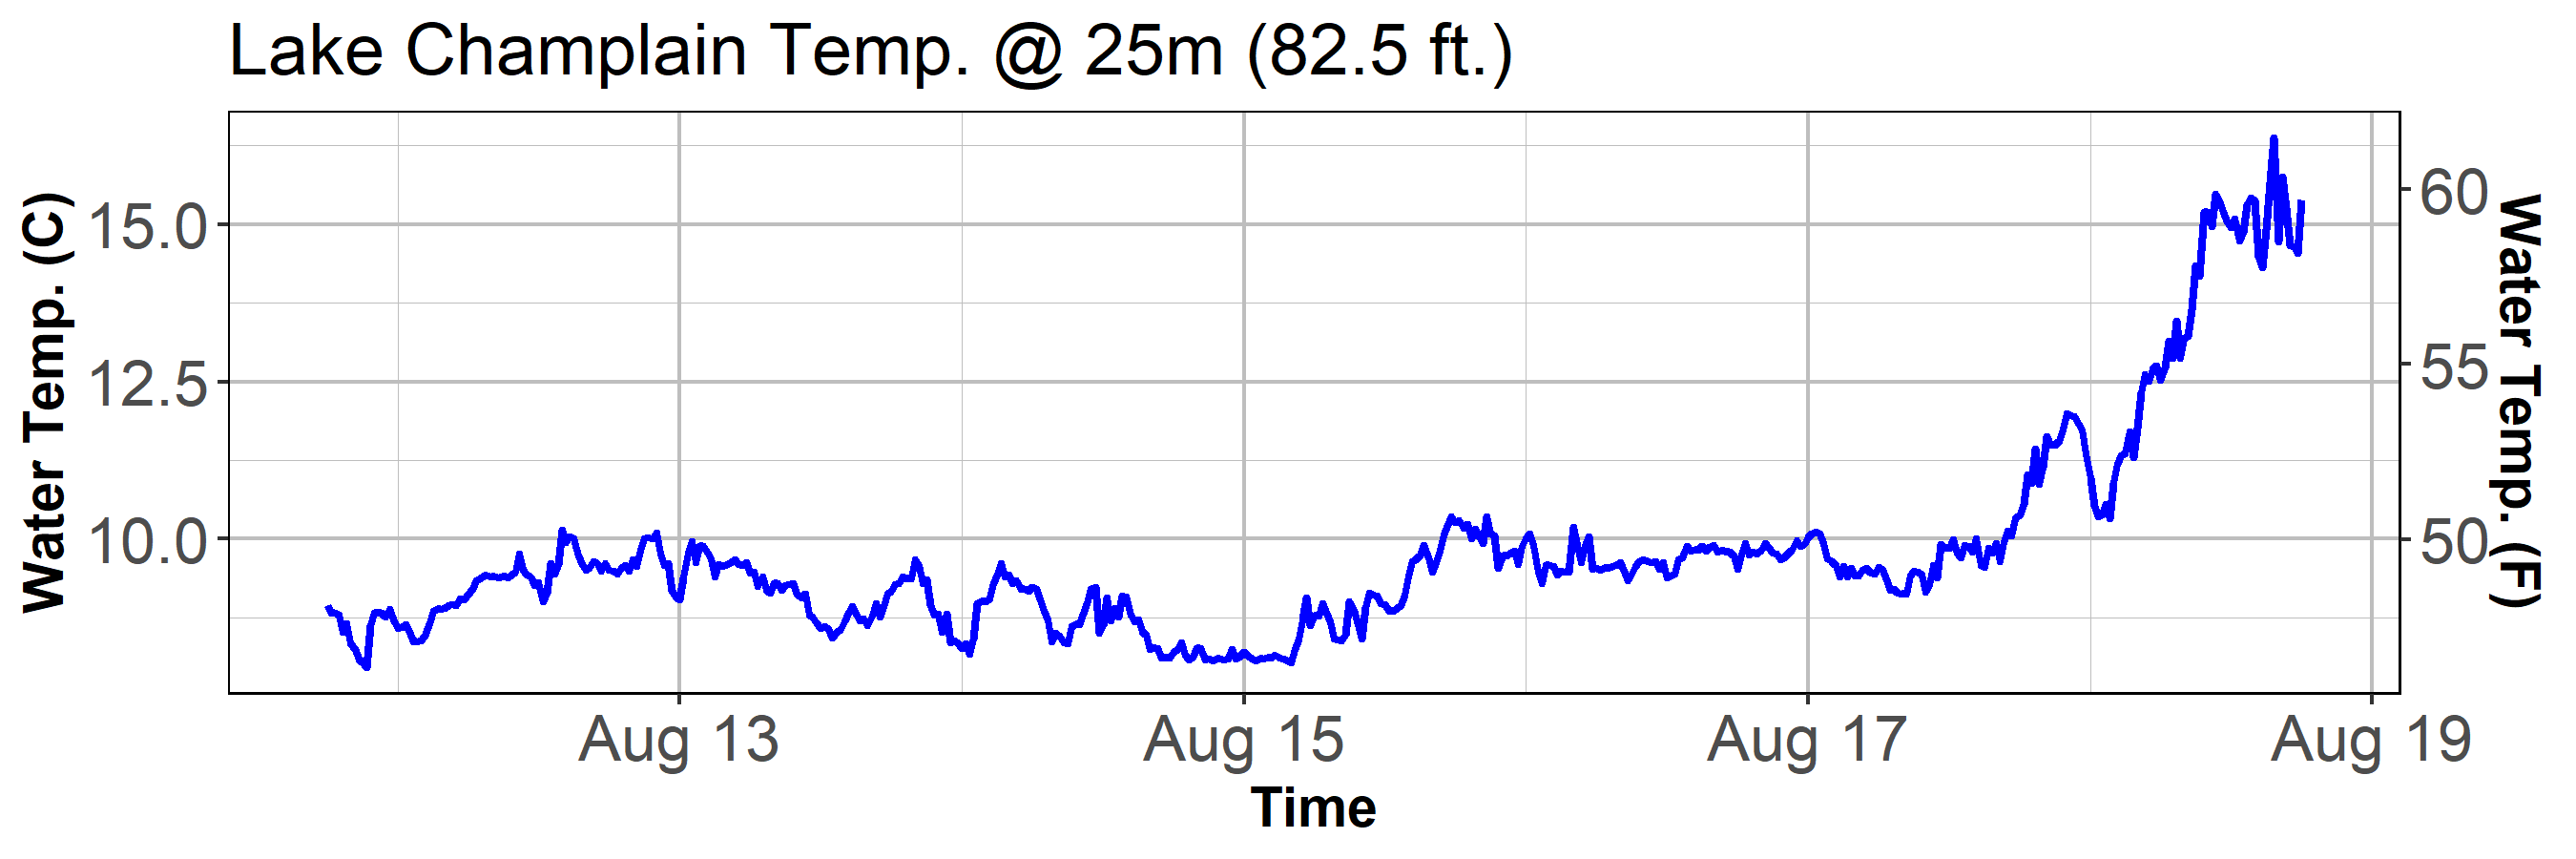 Lake Champlain Temp. @ 25m (82.5 ft.)
Water Temp. (C)
15.0
12.5
10.0
60
55
50
Water Temp. (F)
Aug 13 Aug 15 Aug 17 Aug 19
Time